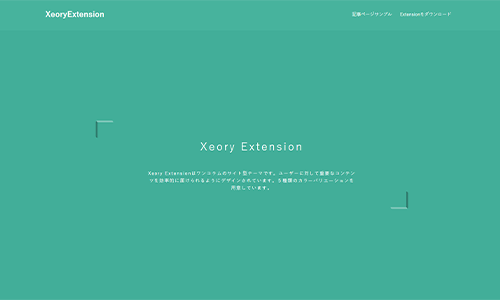 XeoryExtension
記事ページサンプル Extensionをダウンロード
Xeory Extension
Xeory Extensionはワンカラムのサイト型テーマです。ユーザーに対して重要なコンテン
ツを効率的に届けられるようにデザインされています。5種類のカラーバリエーションを
用意しています。